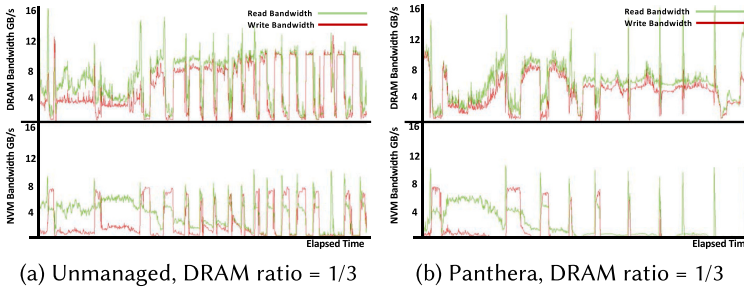 16
12
8
4
DRAM Bandwidth GB/s
Read Bandwidth
Write Bandwidth
16
12
8
4
NVM Bandwidth GB/s
Elapsed Time
(a) Unmanaged, DRAM ratio = 1/3
16
12
8
4
DRAM Bandwidth GB/s
Read Bandwidth
Write Bandwidth
16
12
8
4
NVM Bandwidth GB/s
Elapsed Time
(b) Panthera, DRAM ratio = 1/3